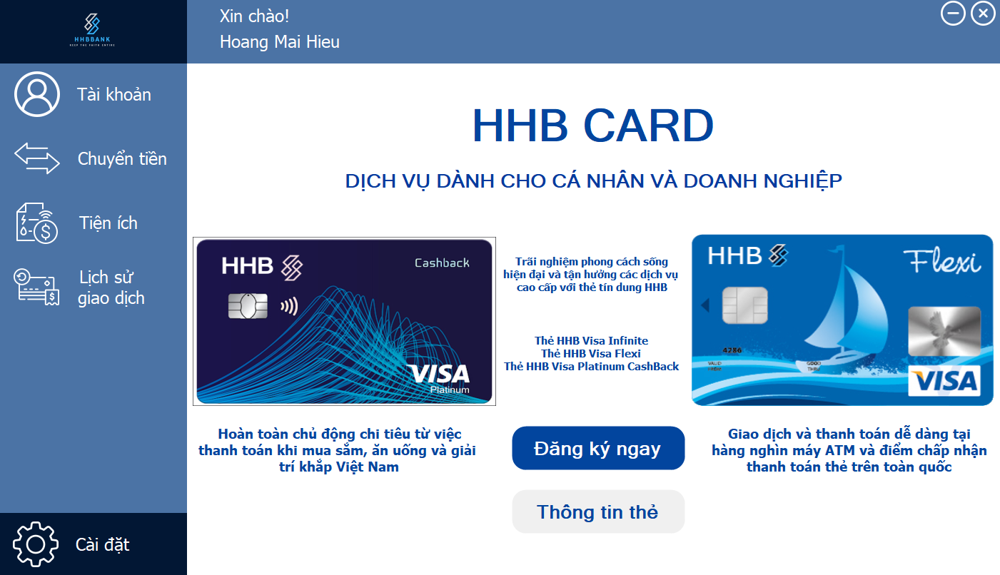 HHBBANK
KEEP THE FAITH ENTIRE
Xin chào!
Hoang Mai Hieu
Tài khoản
Chuyển tiền
Tiện ích
Lịch sử
giao dịch
Cài đặt
HHB CARD
DỊCH VỤ DÀNH CHO CÁ NHÂN VÀ DOANH NGHIỆP
HHB
Cashback
VISA
Platinum
Trãi nghiệm phong cách sống
hiện đại và tận hưởng các dịch vụ
cao cấp với thẻ tín dung HHB
Thẻ HHB Visa Infinite
Thẻ HHB Visa Flexi
Thẻ HHB Visa Platinum CashBack
HHB
Flexi
4286
VALID
FROM
GOOD
THRU
VISA
Hoàn toàn chủ động chi tiêu từ việc
thanh toán khi mua sắm, ăn uống và giải
trí khắp Việt Nam
Đăng ký ngay
Thông tin thẻ
Giao dịch và thanh toán dễ dàng tại
hàng nghìn máy ATM và điểm chấp nhận
thanh toán thẻ trên toàn quốc